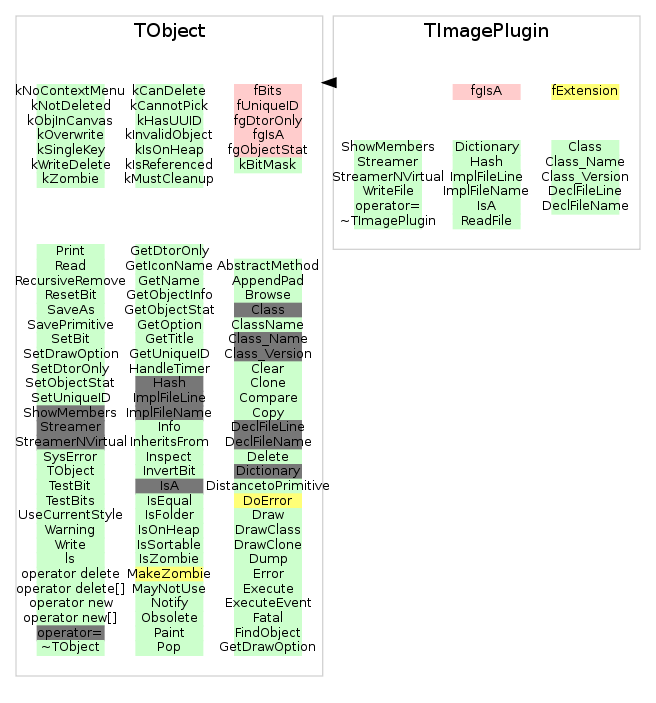 TObject
kNoContextMenu
kNotDeleted
kObjInCanvas
kOverwrite
kSingleKey
kWriteDelete
kZombie
kCanDelete
kCannotPick
kHasUUID
kInvalidObject
kIsOnHeap
kIsReferenced
kMustCleanup
fBits
fUniqueID
fgDtorOnly
fgIsA
fgObjectStat
kBitMask
Print
Read
RecursiveRemove
ResetBit
SaveAs
SavePrimitive
SetBit
SetDrawOption
SetDtorOnly
SetObjectStat
SetUniqueID
ShowMembers
Streamer
StreamerNVirtual
SysError
TObject
TestBit
TestBits
UseCurrentStyle
Warning
Write
ls
operator delete
operator delete[]
operator new
operator new[]
operator=
~TObject
GetDtorOnly
GetIconName
GetName
GetObjectInfo
GetObjectStat
GetOption
GetTitle
GetUniqueID
HandleTimer
Hash
ImplFileLine
ImplFileName
Info
InheritsFrom
Inspect
InvertBit
IsA
IsEqual
IsFolder
IsOnHeap
IsSortable
IsZombie
MakeZombie
MayNotUse
Notify
Obsolete
Paint
Pop
AbstractMethod
AppendPad
Browse
Class
ClassName
Class_Name
Class_Version
Clear
Clone
Compare
Copy
DeclFileLine
DeclFileName
Delete
Dictionary
DistancetoPrimitive
DoError
Draw
DrawClass
DrawClone
Dump
Error
Execute
ExecuteEvent
Fatal
FindObject
GetDrawOption
TImagePlugin
fgIsA
fExtension
ShowMembers
Streamer
StreamerNVirtual
WriteFile
operator=
~TImagePlugin
Dictionary
Hash
ImplFileLine
ImplFileName
IsA
ReadFile
Class
Class_Name
Class_Version
DeclFileLine
DeclFileName